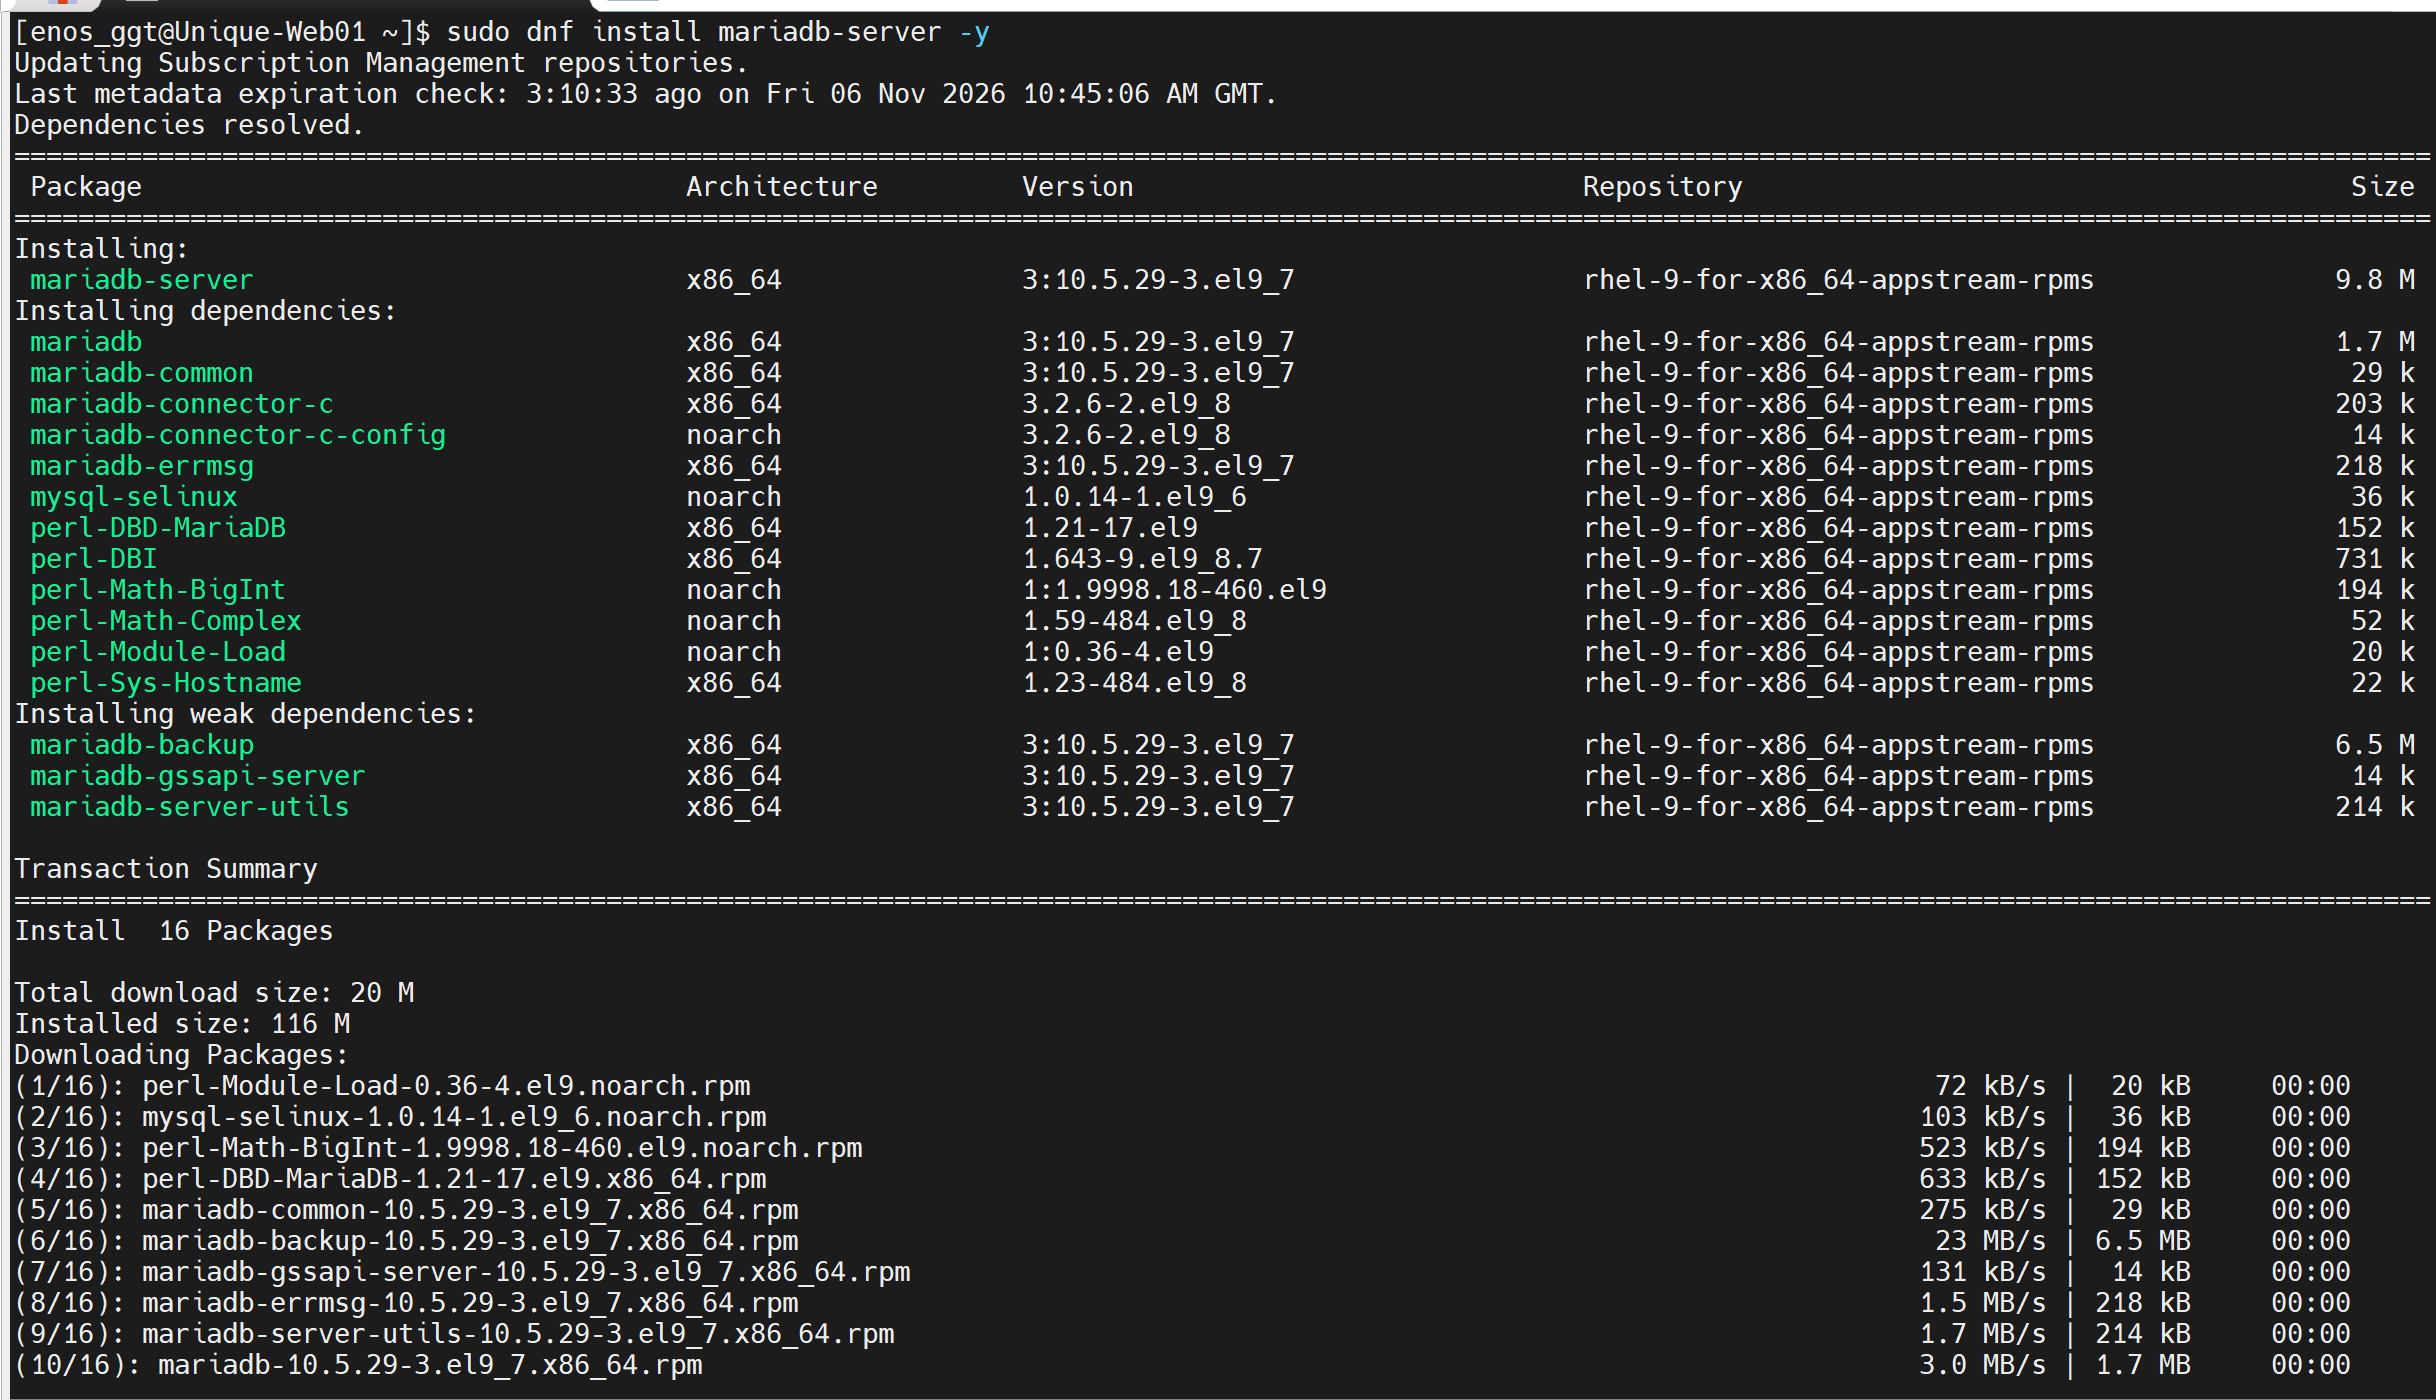 [enos_ggt@Unique-Web01 ~]$ sudo dnf install mariadb-server -y
Updating Subscription Management repositories.
Last metadata expiration check: 3:10:33 ago on Fri 06 Nov 2026 10:45:06 AM GMT.
Dependencies resolved.
=======================================================================================================================================================
 Package                                  Architecture         Version                            Repository                                      Size
=======================================================================================================================================================
Installing:
 mariadb-server                           x86_64               3:10.5.29-3.el9_7                  rhel-9-for-x86_64-appstream-rpms               9.8 M
Installing dependencies:
 mariadb                                  x86_64               3:10.5.29-3.el9_7                  rhel-9-for-x86_64-appstream-rpms               1.7 M
 mariadb-common                           x86_64               3:10.5.29-3.el9_7                  rhel-9-for-x86_64-appstream-rpms                29 k
 mariadb-connector-c                      x86_64               3.2.6-2.el9_8                      rhel-9-for-x86_64-appstream-rpms               203 k
 mariadb-connector-c-config               noarch               3.2.6-2.el9_8                      rhel-9-for-x86_64-appstream-rpms                14 k
 mariadb-errmsg                           x86_64               3:10.5.29-3.el9_7                  rhel-9-for-x86_64-appstream-rpms               218 k
 mysql-selinux                            noarch               1.0.14-1.el9_6                     rhel-9-for-x86_64-appstream-rpms                36 k
 perl-DBD-MariaDB                         x86_64               1.21-17.el9                        rhel-9-for-x86_64-appstream-rpms               152 k
 perl-DBI                                 x86_64               1.643-9.el9_8.7                    rhel-9-for-x86_64-appstream-rpms               731 k
 perl-Math-BigInt                         noarch               1:1.9998.18-460.el9                rhel-9-for-x86_64-appstream-rpms               194 k
 perl-Math-Complex                        noarch               1.59-484.el9_8                     rhel-9-for-x86_64-appstream-rpms                52 k
 perl-Module-Load                         noarch               1:0.36-4.el9                       rhel-9-for-x86_64-appstream-rpms                20 k
 perl-Sys-Hostname                        x86_64               1.23-484.el9_8                     rhel-9-for-x86_64-appstream-rpms                22 k
Installing weak dependencies:
 mariadb-backup                           x86_64               3:10.5.29-3.el9_7                  rhel-9-for-x86_64-appstream-rpms               6.5 M
 mariadb-gssapi-server                    x86_64               3:10.5.29-3.el9_7                  rhel-9-for-x86_64-appstream-rpms                14 k
 mariadb-server-utils                     x86_64               3:10.5.29-3.el9_7                  rhel-9-for-x86_64-appstream-rpms               214 k

Transaction Summary
=======================================================================================================================================================
Install  16 Packages

Total download size: 20 M
Installed size: 116 M
Downloading Packages:
(1/16): perl-Module-Load-0.36-4.el9.noarch.rpm                                                                          72 kB/s |  20 kB     00:00
(2/16): mysql-selinux-1.0.14-1.el9_6.noarch.rpm                                                                        103 kB/s |  36 kB     00:00
(3/16): perl-Math-BigInt-1.9998.18-460.el9.noarch.rpm                                                                  523 kB/s | 194 kB     00:00
(4/16): perl-DBD-MariaDB-1.21-17.el9.x86_64.rpm                                                                        633 kB/s | 152 kB     00:00
(5/16): mariadb-common-10.5.29-3.el9_7.x86_64.rpm                                                                      275 kB/s |  29 kB     00:00
(6/16): mariadb-backup-10.5.29-3.el9_7.x86_64.rpm                                                                       23 MB/s | 6.5 MB     00:00
(7/16): mariadb-gssapi-server-10.5.29-3.el9_7.x86_64.rpm                                                               131 kB/s |  14 kB     00:00
(8/16): mariadb-errmsg-10.5.29-3.el9_7.x86_64.rpm                                                                      1.5 MB/s | 218 kB     00:00
(9/16): mariadb-server-utils-10.5.29-3.el9_7.x86_64.rpm                                                                1.7 MB/s | 214 kB     00:00
(10/16): mariadb-10.5.29-3.el9_7.x86_64.rpm                                                                            3.0 MB/s | 1.7 MB     00:00